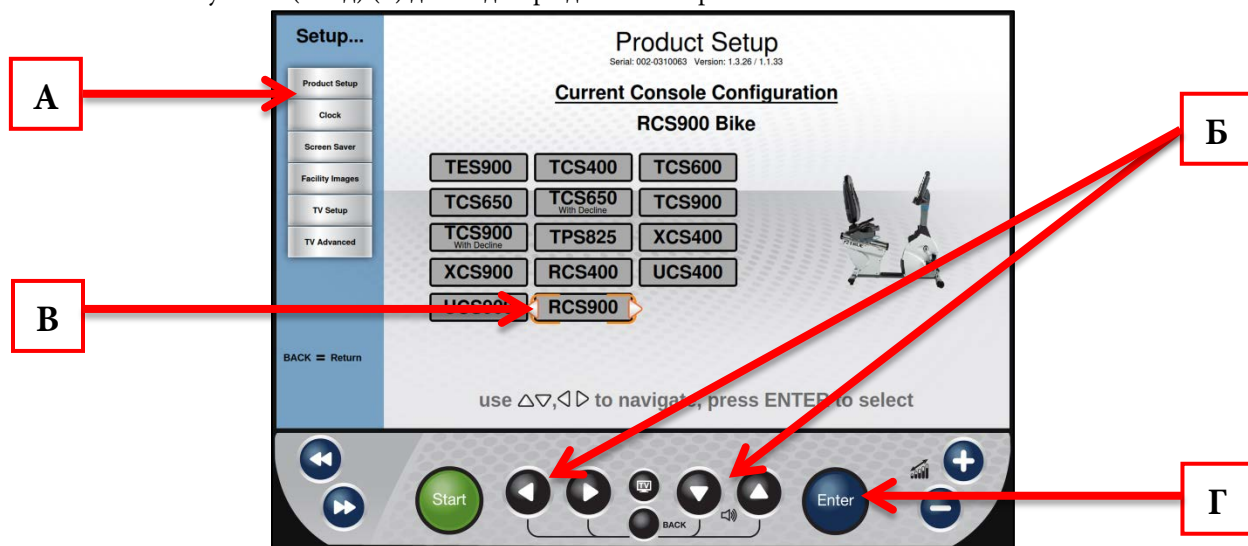 Setup...
Product Setup
Clock
Screen Saver
Facility Images
TV Setup
TV Advanced
BACK = Return
Product Setup
Serial: 002-0310063 Version: 1.3.26 / 1.1.33
Current Console Configuration
RCS900 Bike
TES900 TCS400 TCS600
TCS650 TCS650 TCS900
With Decline
TCS900 TPS825 XCS400
With Decline
XCS900 RCS400 UCS400
RCS900
use △▽,◁ ▷ to navigate, press ENTER to select
Start
TV
BACK
Enter
А
Б
В
Г